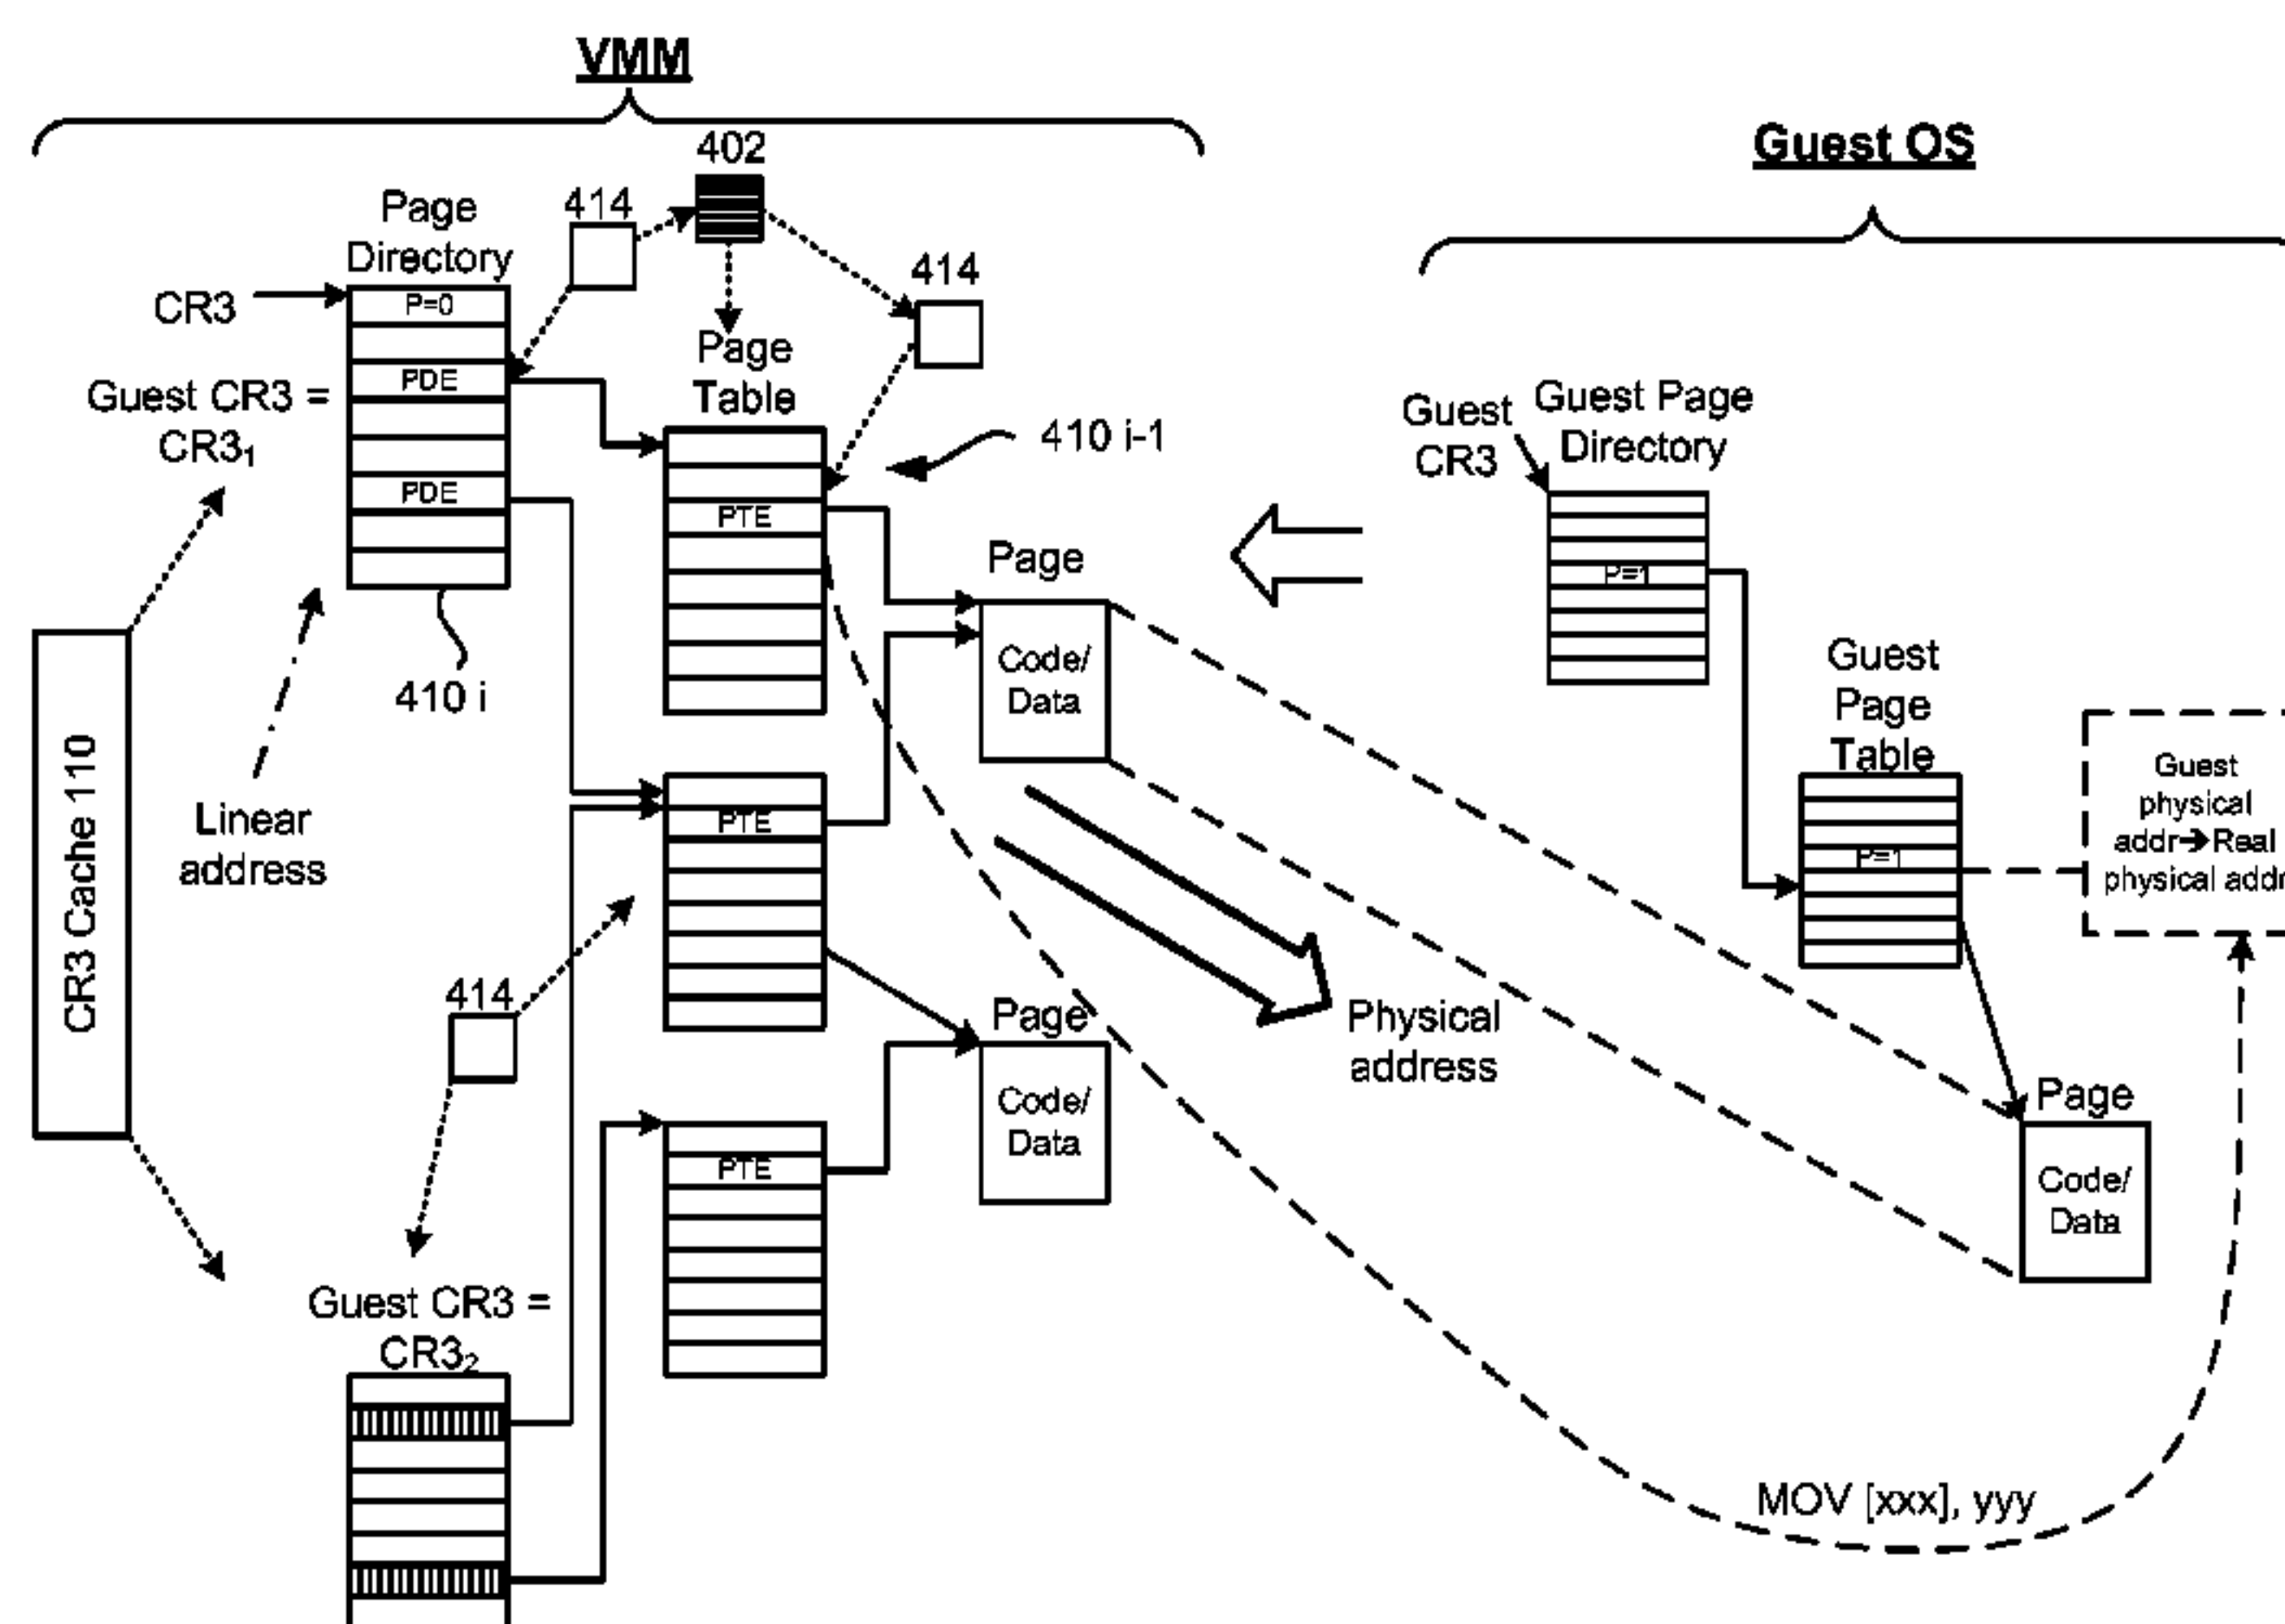 VMM
402
Guest OS
Page
Directory
414
414
CR3
P=0
Page
Table
Guest CR3 =
CR3₁
PDE
PDE
410 i-1
Guest
CR3
Guest Page
Directory
PTE
P=1
Page
Code/
Data
410 i
CR3 Cache 110
Linear
address
PTE
Guest
Page
Table
P=1
Guest
physical
addr→Real
physical addr
414
Page
Code/
Data
Physical
address
Page
Code/
Data
PTE
Guest CR3 =
CR3₂
MOV [xxx], yyy